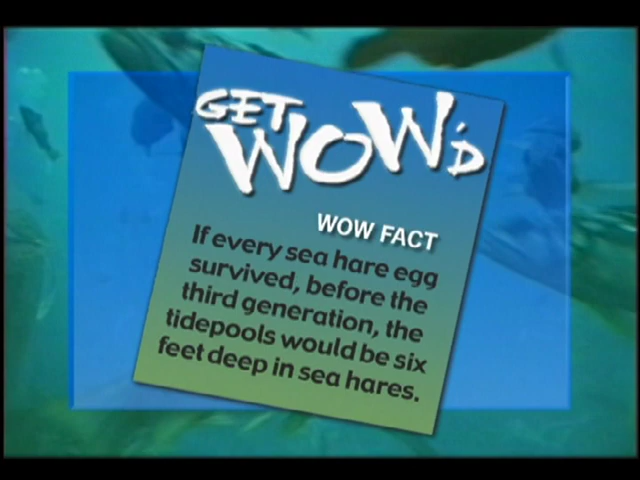 GET
WOW'D
WOW FACT
If every sea hare egg
survived, before the
third generation, the
tidepools would be six
feet deep in sea hares.